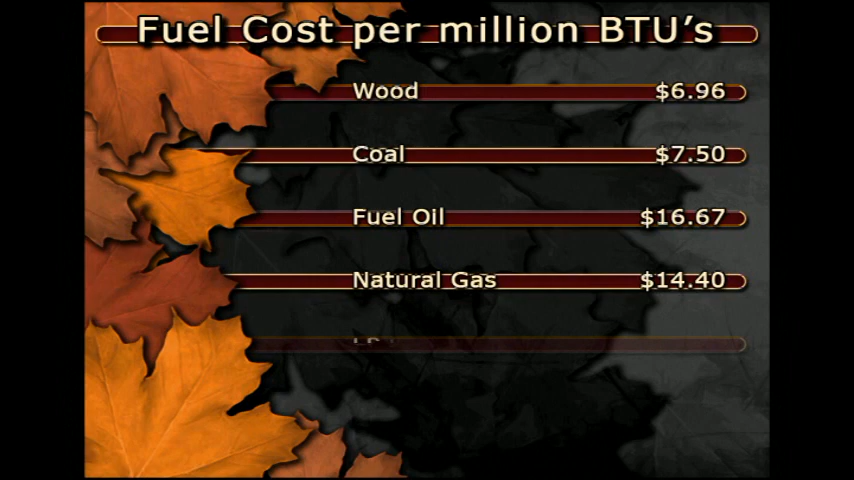 Fuel Cost per million BTU's
Wood $6.96
Coal $7.50
Fuel Oil $16.67
Natural Gas $14.40